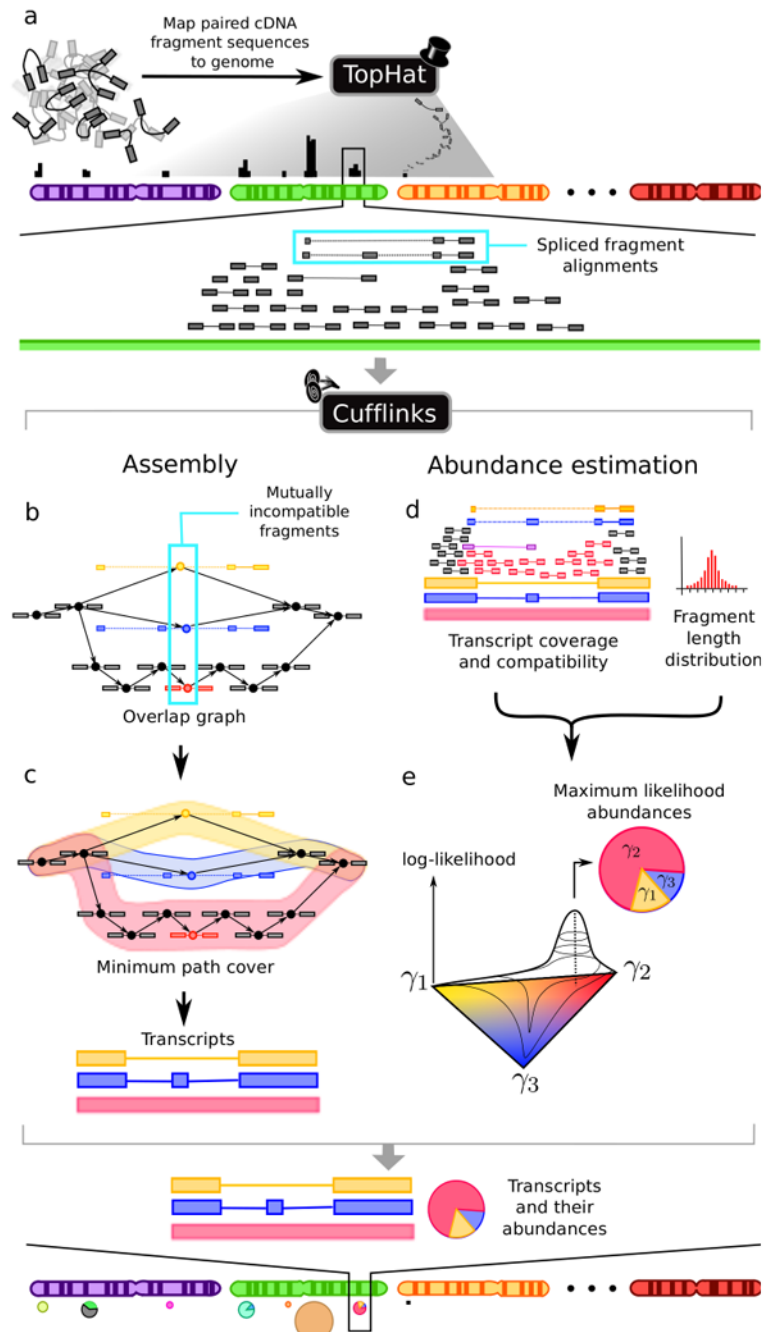 a
Map paired cDNA
fragment sequences
to genome
TopHat
Spliced fragment
alignments
Cufflinks
Assembly
Abundance estimation
b
Mutually
incompatible
fragments
Overlap graph
d
Transcript coverage
and compatibility
Fragment
length
distribution
c
Minimum path cover
Transcripts
e
Maximum likelihood
abundances
log-likelihood
γ2
γ3
γ1
γ1
γ2
γ3
Transcripts
and their
abundances